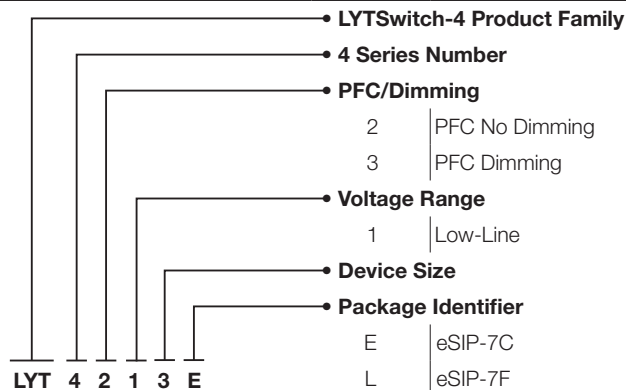 LYTSwitch-4 Product Family
4 Series Number
PFC/Dimming
2 PFC No Dimming
3 PFC Dimming
Voltage Range
1 Low-Line
Device Size
Package Identifier
E eSIP-7C
L eSIP-7F
LYT 4 2 1 3 E